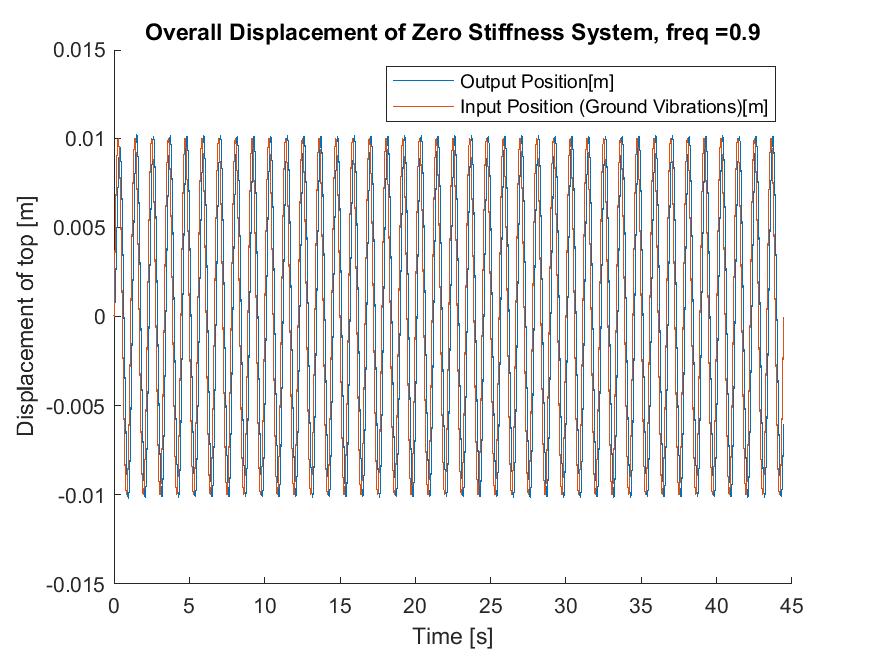 Overall Displacement of Zero Stiffness System, freq =0.9
0.015
Output Position[m]
Input Position (Ground Vibrations)[m]
0.01
0.005
0
-0.005
-0.01
-0.015
Displacement of top [m]
0 5 10 15 20 25 30 35 40 45
Time [s]